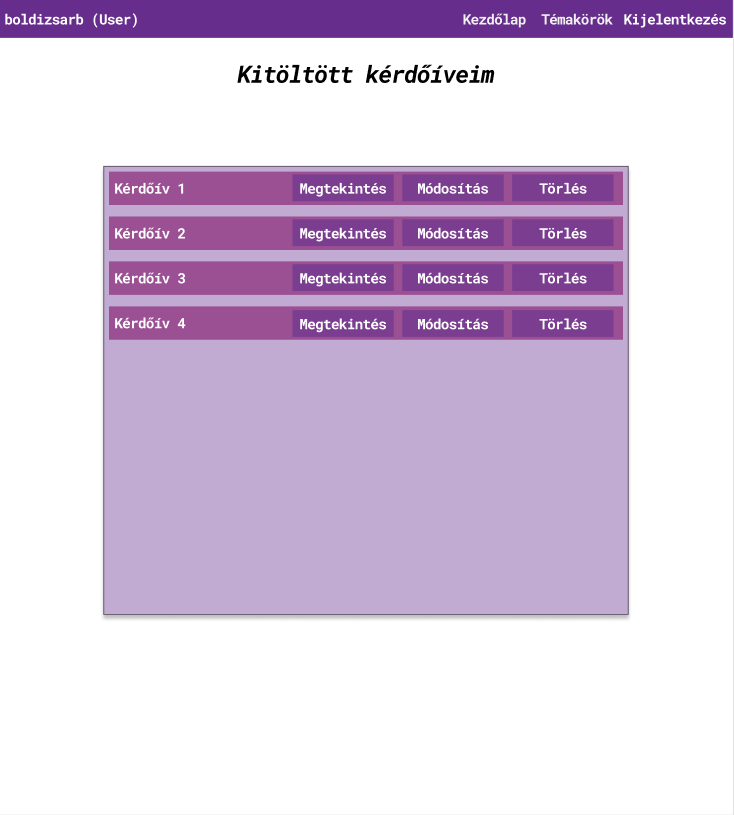 boldizsarb (User) Kezdőlap Témakörök Kijelentkezés
Kitöltött kérdőíveim
Kérdőív 1 Megtekintés Módosítás Törlés
Kérdőív 2 Megtekintés Módosítás Törlés
Kérdőív 3 Megtekintés Módosítás Törlés
Kérdőív 4 Megtekintés Módosítás Törlés